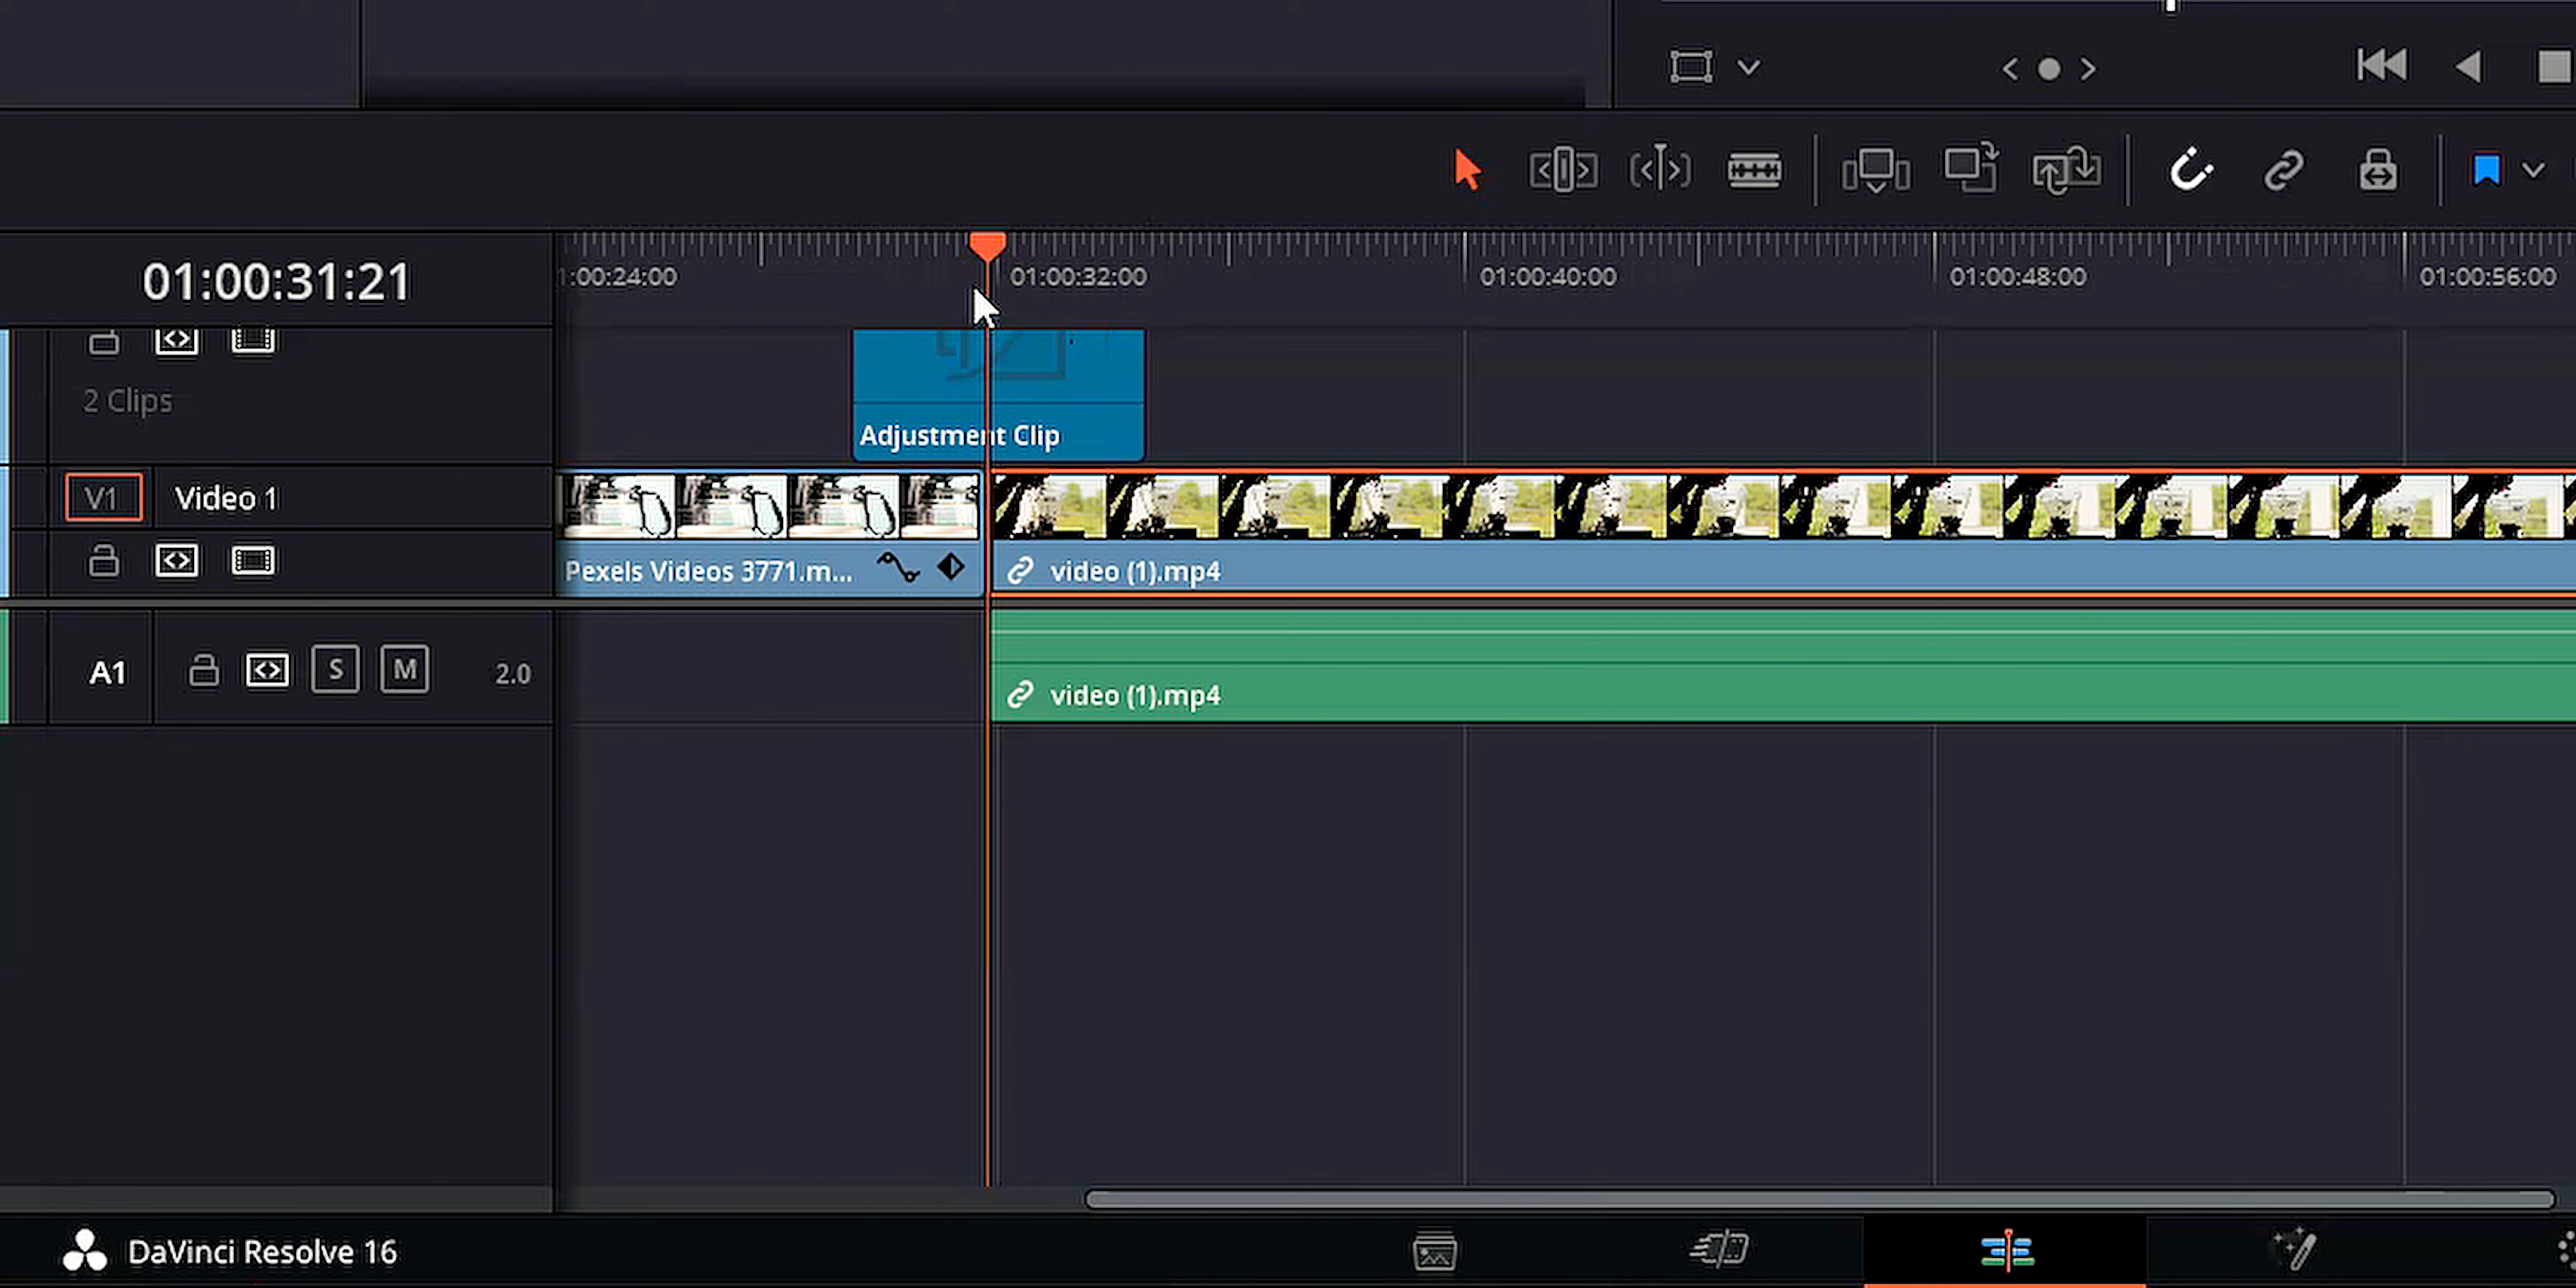 01:00:31:21
1:00:24:00
01:00:32:00
01:00:40:00
01:00:48:00
01:00:56:00
2 Clips
Adjustment Clip
V1
Video 1
Pexels Videos 3771.m...
video (1).mp4
A1
S
M
2.0
video (1).mp4
DaVinci Resolve 16